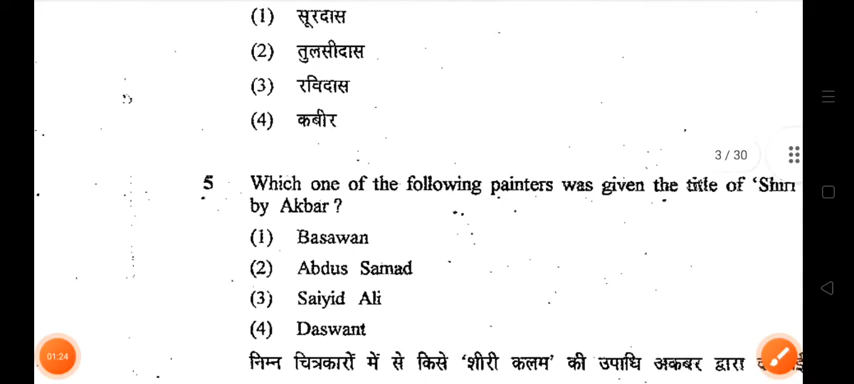 (1) सूरदास
(2) तुलसीदास
(3) रविदास
(4) कबीर
3 / 30
5 Which one of the following painters was given the title of ‘Shiri
by Akbar ?
(1) Basawan
(2) Abdus Samad
(3) Saiyid Ali
(4) Daswant
01:24
निम्न चित्रकारों में से किसे ‘शीरी कलम’ की उपाधि अकबर द्वारा